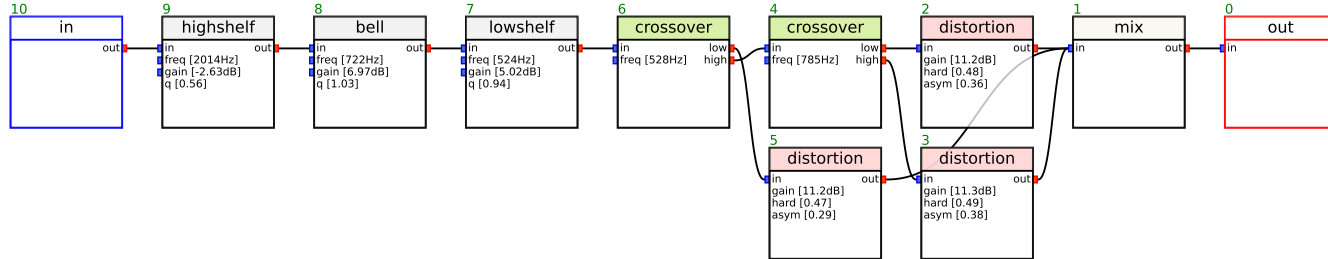 10
in
out
9
highshelf
in out
freq [2014Hz]
gain [-2.63dB]
q [0.56]
8
bell
in out
freq [722Hz]
gain [6.97dB]
q [1.03]
7
lowshelf
in out
freq [524Hz]
gain [5.02dB]
q [0.94]
6
crossover
in low
freq [528Hz] high
4
crossover
in low
freq [785Hz] high
2
distortion
in out
gain [11.2dB]
hard [0.48]
asym [0.36]
1
mix
in out
0
out
in
5
distortion
in out
gain [11.2dB]
hard [0.47]
asym [0.29]
3
distortion
in out
gain [11.3dB]
hard [0.49]
asym [0.38]